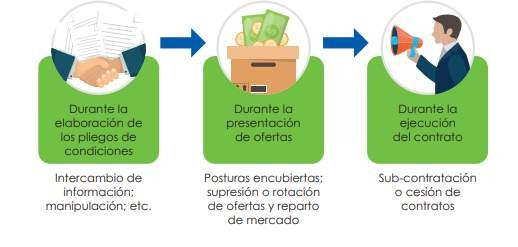 Durante la
elaboración de
los pliegos de
condiciones
Intercambio de
información;
manipulación; etc.
Durante la
presentación
de ofertas
Posturas encubiertas;
supresión o rotación
de ofertas y reparto
de mercado
Durante la
ejecución
del contrato
Sub-contratación
o cesión de
contratos